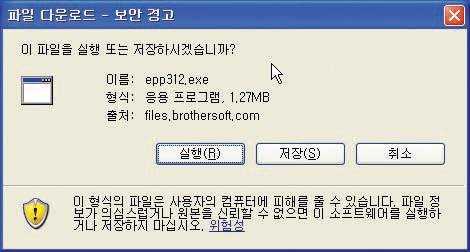 파일 다운로드 - 보안 경고
이 파일을 실행 또는 저장하시겠습니까?
이름: epp312.exe
형식: 응용 프로그램, 1,27MB
출처: files.brothersoft.com
실행(R) 저장(S) 취소
이 형식의 파일은 사용자의 컴퓨터에 피해를 줄 수 있습니다. 파일 정
보가 의심스럽거나 원본을 신뢰할 수 없으면 이 소프트웨어를 실행하
거나 저장하지 마십시오. 위험성